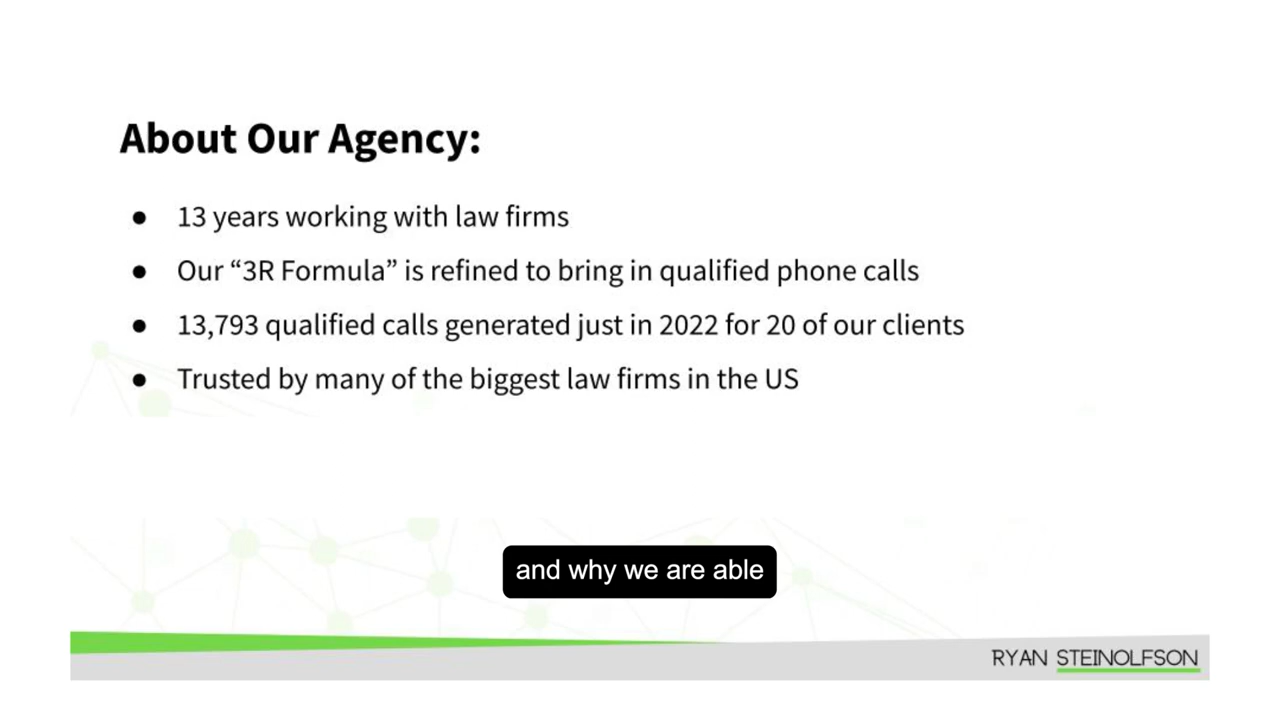 About Our Agency:
● 13 years working with law firms
● Our “3R Formula” is refined to bring in qualified phone calls
● 13,793 qualified calls generated just in 2022 for 20 of our clients
● Trusted by many of the biggest law firms in the US
and why we are able
RYAN STEINOLFSON